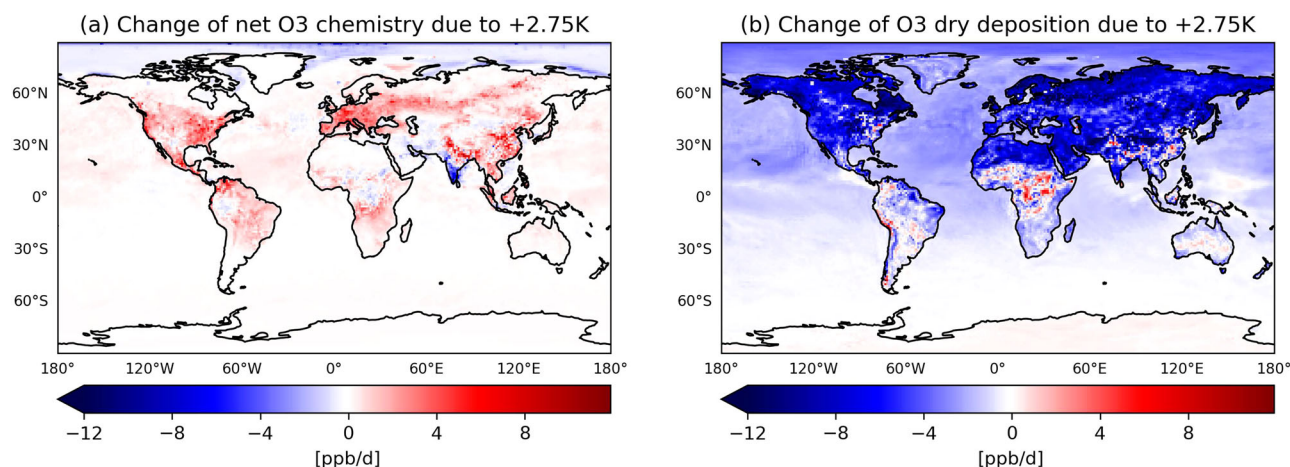 (a) Change of net O3 chemistry due to +2.75K
60°N
30°N
0°
30°S
60°S
180° 120°W 60°W 0° 60°E 120°E 180°
−12 −8 −4 0 4 8
[ppb/d]
(b) Change of O3 dry deposition due to +2.75K
60°N
30°N
0°
30°S
60°S
180° 120°W 60°W 0° 60°E 120°E 180°
−12 −8 −4 0 4 8
[ppb/d]